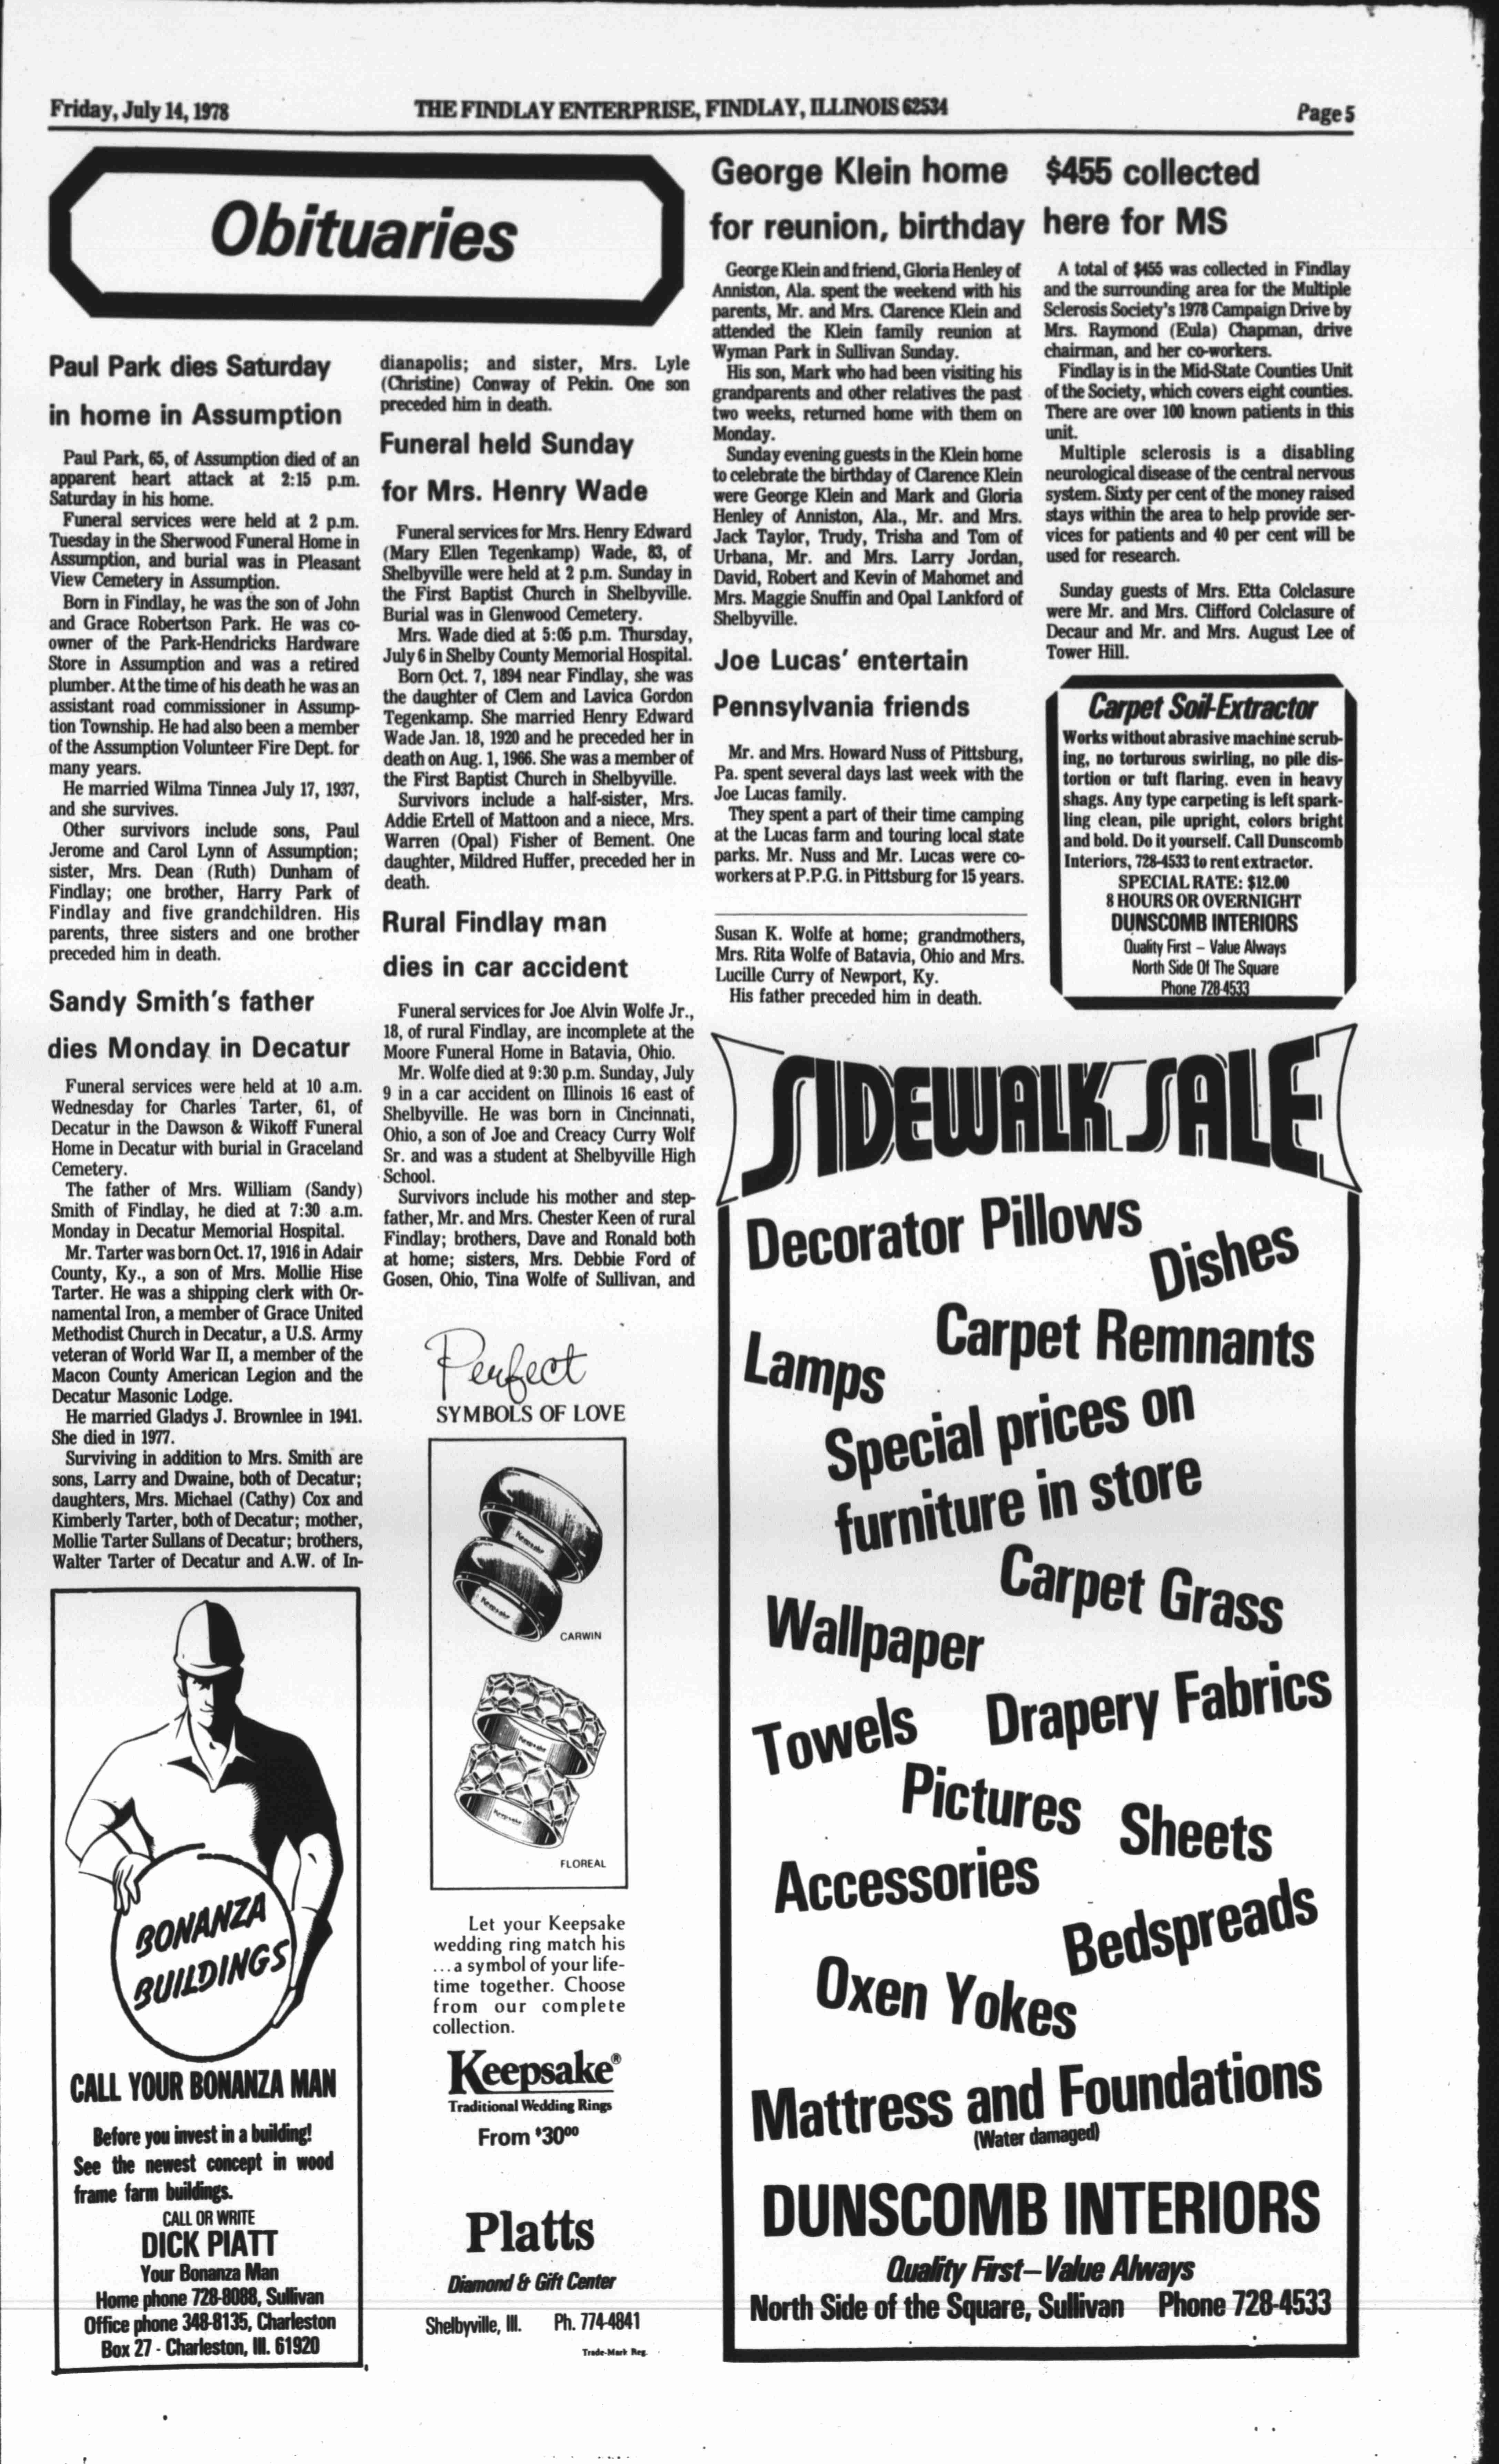 Friday, July 14, 1978
THE FINDLAY ENTERPRISE, FINDLAY, ILLINOIS 62534
Page 5
Obituaries
Paul Park dies Saturday
in home in Assumption
Paul Park, 65, of Assumption died of an
apparent heart attack at 2:15 p.m.
Saturday in his home.
Funeral services were held at 2 p.m.
Tuesday in the Sherwood Funeral Home in
Assumption, and burial was in Pleasant
View Cemetery in Assumption.
Born in Findlay, he was the son of John
and Grace Robertson Park. He was co-
owner of the Park-Hendricks Hardware
Store in Assumption and was a retired
plumber. At the time of his death he was an
assistant road commissioner in Assump-
tion Township. He had also been a member
of the Assumption Volunteer Fire Dept. for
many years.
He married Wilma Tinnea July 17, 1937,
and she survives.
Other survivors include sons, Paul
Jerome and Carol Lynn of Assumption;
sister, Mrs. Dean (Ruth) Dunham of
Findlay; one brother, Harry Park of
Findlay and five grandchildren. His
parents, three sisters and one brother
preceded him in death.
Sandy Smith's father
dies Monday in Decatur
Funeral services were held at 10 a.m.
Wednesday for Charles Tarter, 61, of
Decatur in the Dawson & Wikoff Funeral
Home in Decatur with burial in Graceland
Cemetery.
The father of Mrs. William (Sandy)
Smith of Findlay, he died at 7:30 a.m.
Monday in Decatur Memorial Hospital.
Mr. Tarter was born Oct. 17, 1916 in Adair
County, Ky., a son of Mrs. Mollie Hise
Tarter. He was a shipping clerk with Or-
namental Iron, a member of Grace United
Methodist Church in Decatur, a U.S. Army
veteran of World War II, a member of the
Macon County American Legion and the
Decatur Masonic Lodge.
He married Gladys J. Brownlee in 1941.
She died in 1977.
Surviving in addition to Mrs. Smith are
sons, Larry and Dwaine, both of Decatur;
daughters, Mrs. Michael (Cathy) Cox and
Kimberly Tarter, both of Decatur; mother,
Mollie Tarter Sullans of Decatur; brothers,
Walter Tarter of Decatur and A.W. of In-
dianapolis; and sister, Mrs. Lyle
(Christine) Conway of Pekin. One son
preceded him in death.
Funeral held Sunday
for Mrs. Henry Wade
Funeral services for Mrs. Henry Edward
(Mary Ellen Tegenkamp) Wade, 83, of
Shelbyville were held at 2 p.m. Sunday in
the First Baptist Church in Shelbyville.
Burial was in Glenwood Cemetery.
Mrs. Wade died at 5:05 p.m. Thursday,
July 6 in Shelby County Memorial Hospital.
Born Oct. 7, 1894 near Findlay, she was
the daughter of Clem and Lavica Gordon
Tegenkamp. She married Henry Edward
Wade Jan. 18, 1920 and he preceded her in
death on Aug. 1, 1966. She was a member of
the First Baptist Church in Shelbyville.
Survivors include a half-sister, Mrs.
Addie Ertell of Mattoon and a niece, Mrs.
Warren (Opal) Fisher of Bement. One
daughter, Mildred Huffer, preceded her in
death.
Rural Findlay man
dies in car accident
Funeral services for Joe Alvin Wolfe Jr.,
18, of rural Findlay, are incomplete at the
Moore Funeral Home in Batavia, Ohio.
Mr. Wolfe died at 9:30 p.m. Sunday, July
9 in a car accident on Illinois 16 east of
Shelbyville. He was born in Cincinnati,
Ohio, a son of Joe and Creacy Curry Wolf
Sr. and was a student at Shelbyville High
School.
Survivors include his mother and step-
father, Mr. and Mrs. Chester Keen of rural
Findlay; brothers, Dave and Ronald both
at home; sisters, Mrs. Debbie Ford of
Gosen, Ohio, Tina Wolfe of Sullivan, and
Susan K. Wolfe at home; grandmothers,
Mrs. Rita Wolfe of Batavia, Ohio and Mrs.
Lucille Curry of Newport, Ky.
His father preceded him in death.
George Klein home
for reunion, birthday
George Klein and friend, Gloria Henley of
Anniston, Ala. spent the weekend with his
parents, Mr. and Mrs. Clarence Klein and
attended the Klein family reunion at
Wyman Park in Sullivan Sunday.
His son, Mark who had been visiting his
grandparents and other relatives the past
two weeks, returned home with them on
Monday.
Sunday evening guests in the Klein home
to celebrate the birthday of Clarence Klein
were George Klein and Mark and Gloria
Henley of Anniston, Ala., Mr. and Mrs.
Jack Taylor, Trudy, Trisha and Tom of
Urbana, Mr. and Mrs. Larry Jordan,
David, Robert and Kevin of Mahomet and
Mrs. Maggie Snuffin and Opal Lankford of
Shelbyville.
Joe Lucas' entertain
Pennsylvania friends
Mr. and Mrs. Howard Nuss of Pittsburg,
Pa. spent several days last week with the
Joe Lucas family.
They spent a part of their time camping
at the Lucas farm and touring local state
parks. Mr. Nuss and Mr. Lucas were co-
workers at P.P.G. in Pittsburg for 15 years.
$455 collected
here for MS
A total of $455 was collected in Findlay
and the surrounding area for the Multiple
Sclerosis Society's 1978 Campaign Drive by
Mrs. Raymond (Eula) Chapman, drive
chairman, and her co-workers.
Findlay is in the Mid-State Counties Unit
of the Society, which covers eight counties.
There are over 100 known patients in this
unit.
Multiple sclerosis is a disabling
neurological disease of the central nervous
system. Sixty per cent of the money raised
stays within the area to help provide ser-
vices for patients and 40 per cent will be
used for research.
Sunday guests of Mrs. Etta Colclasure
were Mr. and Mrs. Clifford Colclasure of
Decaur and Mr. and Mrs. August Lee of
Tower Hill.
Carpet Soil-Extractor
Works without abrasive machine scrub-
ing, no torturous swirling, no pile dis-
tortion or tuft flaring, even in heavy
shags. Any type carpeting is left spark-
ling clean, pile upright, colors bright
and bold. Do it yourself. Call Dunscomb
Interiors, 728-4533 to rent extractor.
SPECIAL RATE: $12.00
8 HOURS OR OVERNIGHT
DUNSCOMB INTERIORS
Quality First – Value Always
North Side Of The Square
Phone 728-4533
BONANZA
BUILDINGS
CALL YOUR BONANZA MAN
Before you invest in a building!
See the newest concept in wood
frame farm buildings.
CALL OR WRITE
DICK PIATT
Your Bonanza Man
Home phone 728-8088, Sullivan
Office phone 348-8135, Charleston
Box 27 - Charleston, Ill. 61920
Perfect
SYMBOLS OF LOVE
Keepsake
Keepsake
CARWIN
Keepsake
Keepsake
FLOREAL
Let your Keepsake
wedding ring match his
...a symbol of your life-
time together. Choose
from our complete
collection.
Keepsake®
Traditional Wedding Rings
From $30⁰⁰
Platts
Diamond & Gift Center
Shelbyville, Ill. Ph. 774-4841
Trade-Mark Reg.
SIDEWALK SALE
Decorator Pillows
Dishes
Carpet Remnants
Lamps
Special prices on
furniture in store
Carpet Grass
Wallpaper
Towels
Drapery Fabrics
Pictures
Sheets
Accessories
Bedspreads
Oxen Yokes
Mattress and Foundations
(Water damaged)
DUNSCOMB INTERIORS
Quality First–Value Always
North Side of the Square, Sullivan Phone 728-4533